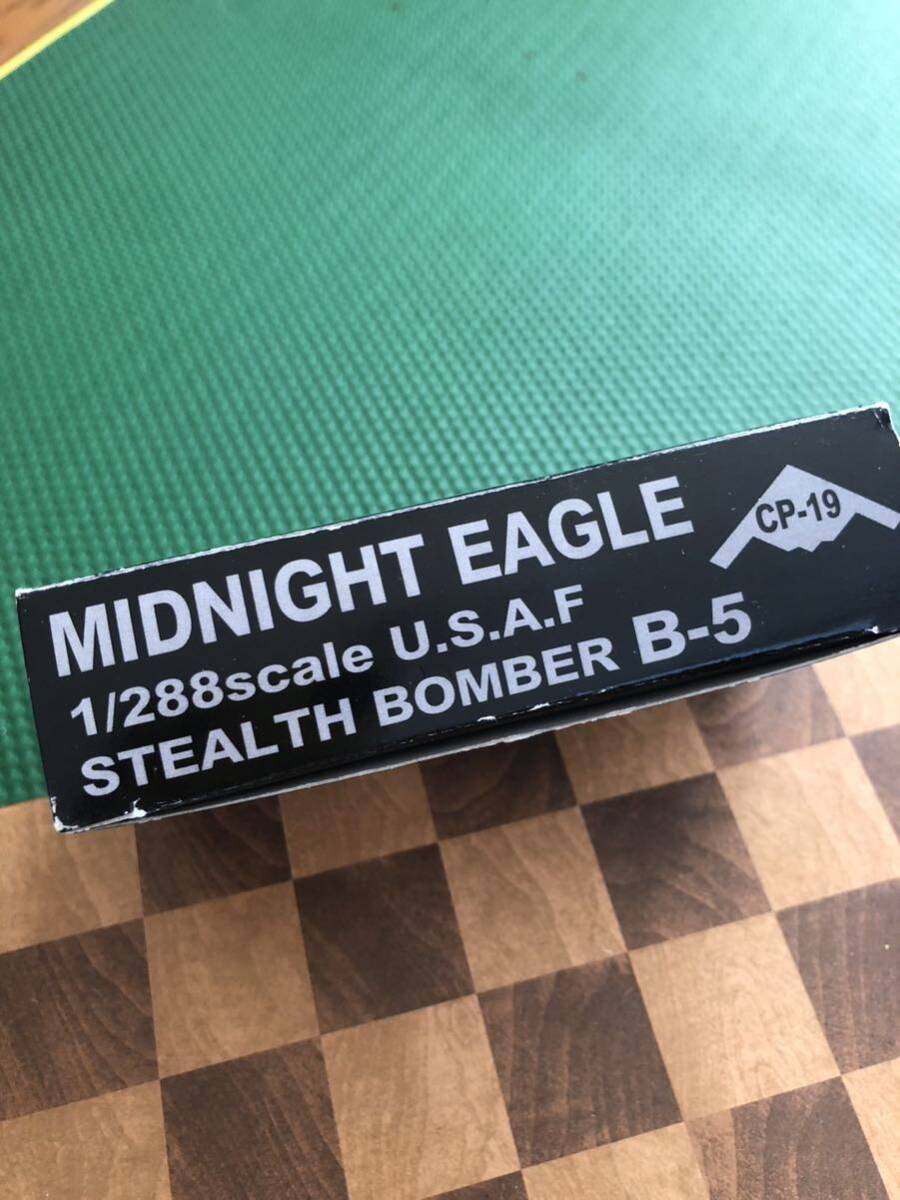 MIDNIGHT EAGLE
CP-19
1/288scale U.S.A.F
STEALTH BOMBER B-5